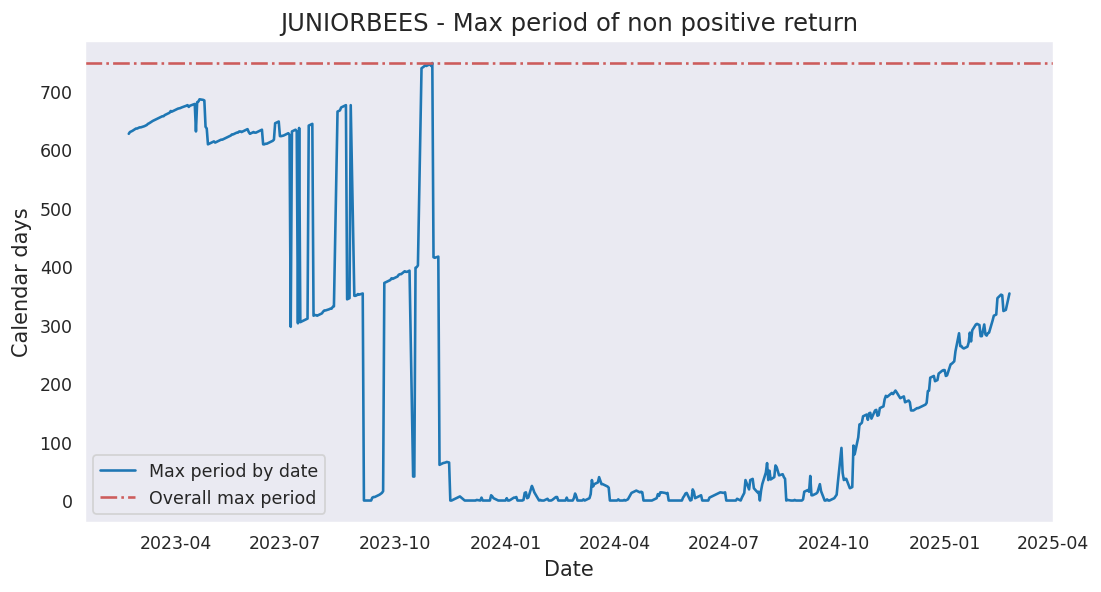 JUNIORBEES - Max period of non positive return
Calendar days
700
600
500
400
300
200
100
0
Max period by date
Overall max period
2023-04 2023-07 2023-10 2024-01 2024-04 2024-07 2024-10 2025-01 2025-04
Date